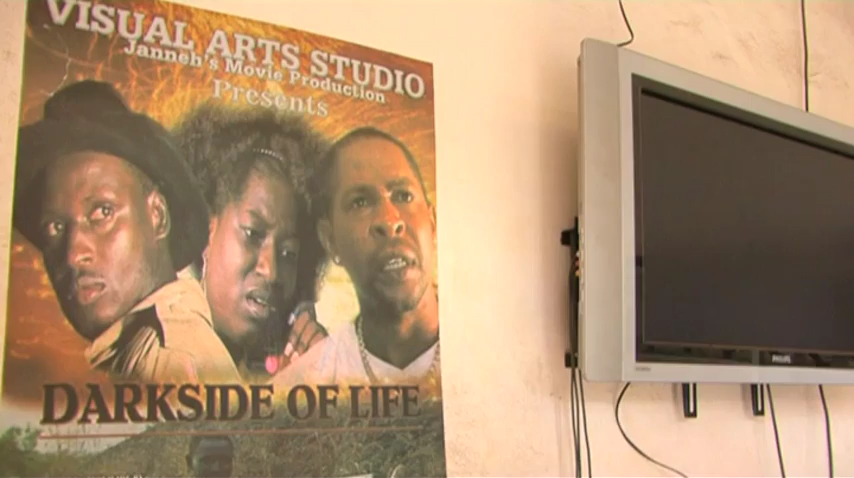 VISUAL ARTS STUDIO
Janneh's Movie Production
Presents
DARKSIDE OF LIFE
PHILIPS